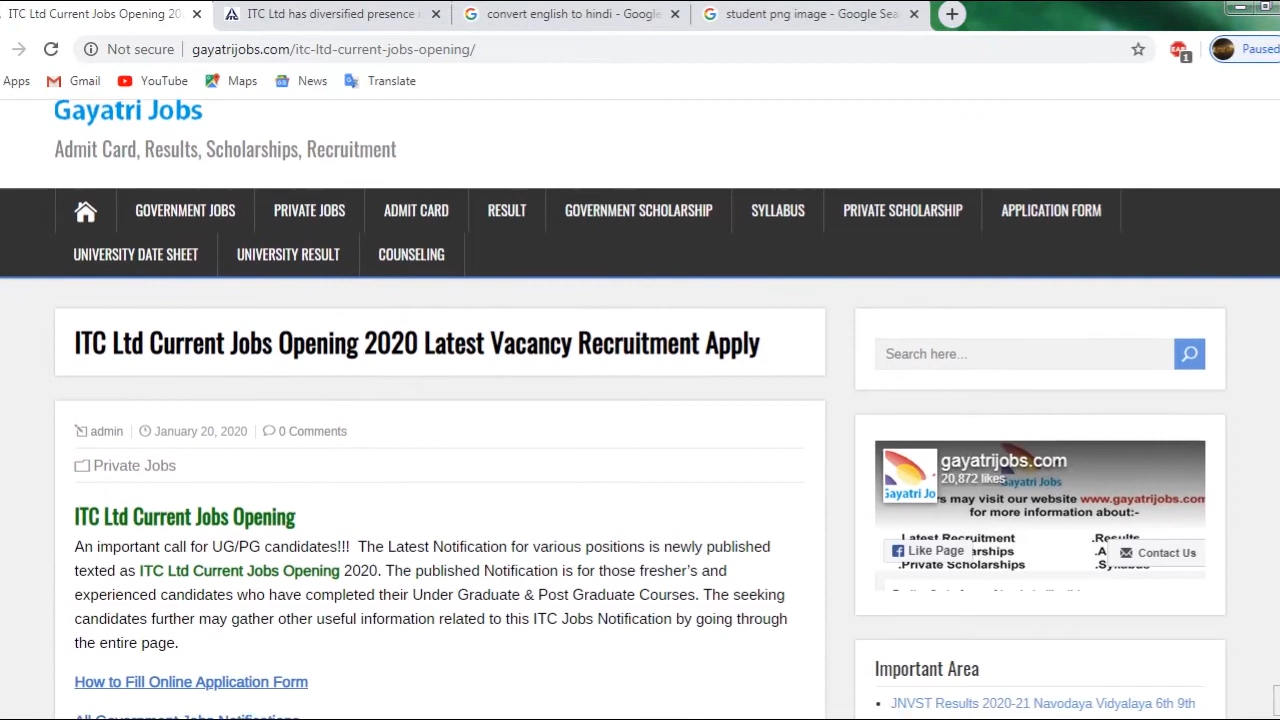 ITC Ltd Current Jobs Opening 20
ITC Ltd has diversified presence i
convert english to hindi - Google
student png image - Google Sea
Not secure
gayatrijobs.com/itc-ltd-current-jobs-opening/
1
Paused
Apps
Gmail
YouTube
Maps
News
Translate
Gayatri Jobs
Admit Card, Results, Scholarships, Recruitment
GOVERNMENT JOBS
PRIVATE JOBS
ADMIT CARD
RESULT
GOVERNMENT SCHOLARSHIP
SYLLABUS
PRIVATE SCHOLARSHIP
APPLICATION FORM
UNIVERSITY DATE SHEET
UNIVERSITY RESULT
COUNSELING
ITC Ltd Current Jobs Opening 2020 Latest Vacancy Recruitment Apply
admin
January 20, 2020
0 Comments
Private Jobs
ITC Ltd Current Jobs Opening
An important call for UG/PG candidates!!! The Latest Notification for various positions is newly published
texted as ITC Ltd Current Jobs Opening 2020. The published Notification is for those fresher’s and
experienced candidates who have completed their Under Graduate & Post Graduate Courses. The seeking
candidates further may gather other useful information related to this ITC Jobs Notification by going through
the entire page.
How to Fill Online Application Form
All Government Jobs Notifications
Search here...
gayatrijobs.com
20,872 likes
Gayatri Jobs
Gayatri Jo
rs may visit our website www.gayatrijobs.com
for more information about:-
.Latest Recruitment
.Results
Like Page
arships
Contact Us
.Private Scholarships
.Syllabus
Important Area
JNVST Results 2020-21 Navodaya Vidyalaya 6th 9th